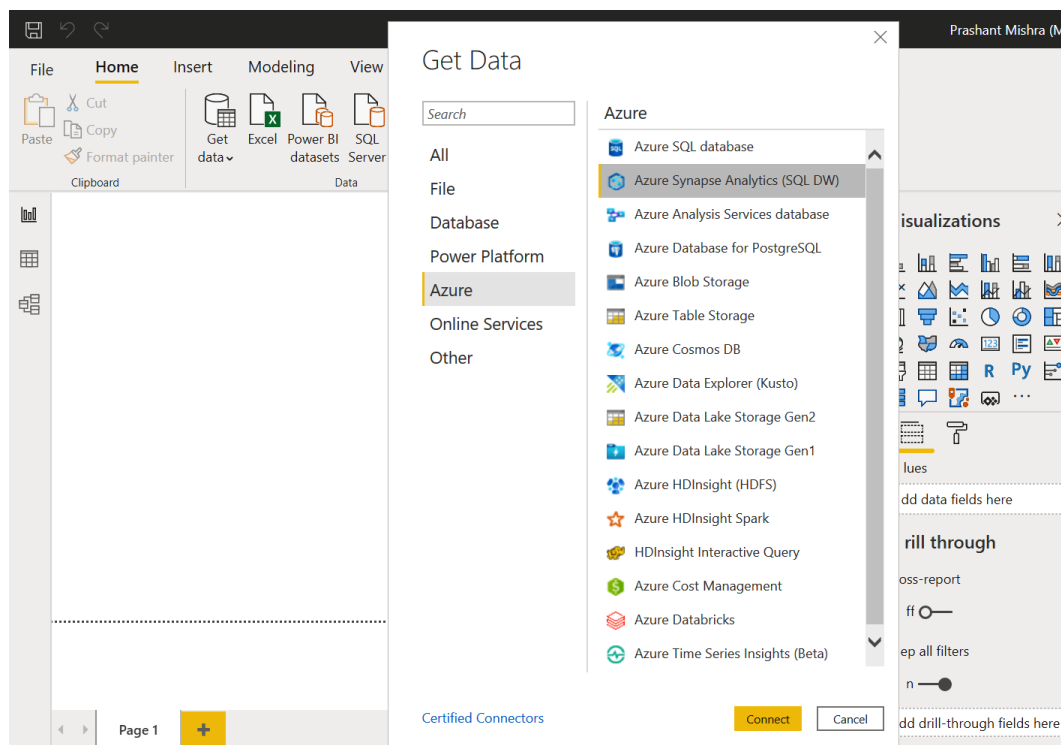 Prashant Mishra (M
File
Home
Insert
Modeling
View
Paste
Cut
Copy
Format painter
Clipboard
Get data
Excel
Power BI datasets
SQL Server
Data
Get Data
Search
All
File
Database
Power Platform
Azure
Online Services
Other
Azure
Azure SQL database
Azure Synapse Analytics (SQL DW)
Azure Analysis Services database
Azure Database for PostgreSQL
Azure Blob Storage
Azure Table Storage
Azure Cosmos DB
Azure Data Explorer (Kusto)
Azure Data Lake Storage Gen2
Azure Data Lake Storage Gen1
Azure HDInsight (HDFS)
Azure HDInsight Spark
HDInsight Interactive Query
Azure Cost Management
Azure Databricks
Azure Time Series Insights (Beta)
Certified Connectors
Connect
Cancel
isualizations
123
R
Py
...
lues
dd data fields here
rill through
oss-report
ff
ep all filters
n
dd drill-through fields here
Page 1